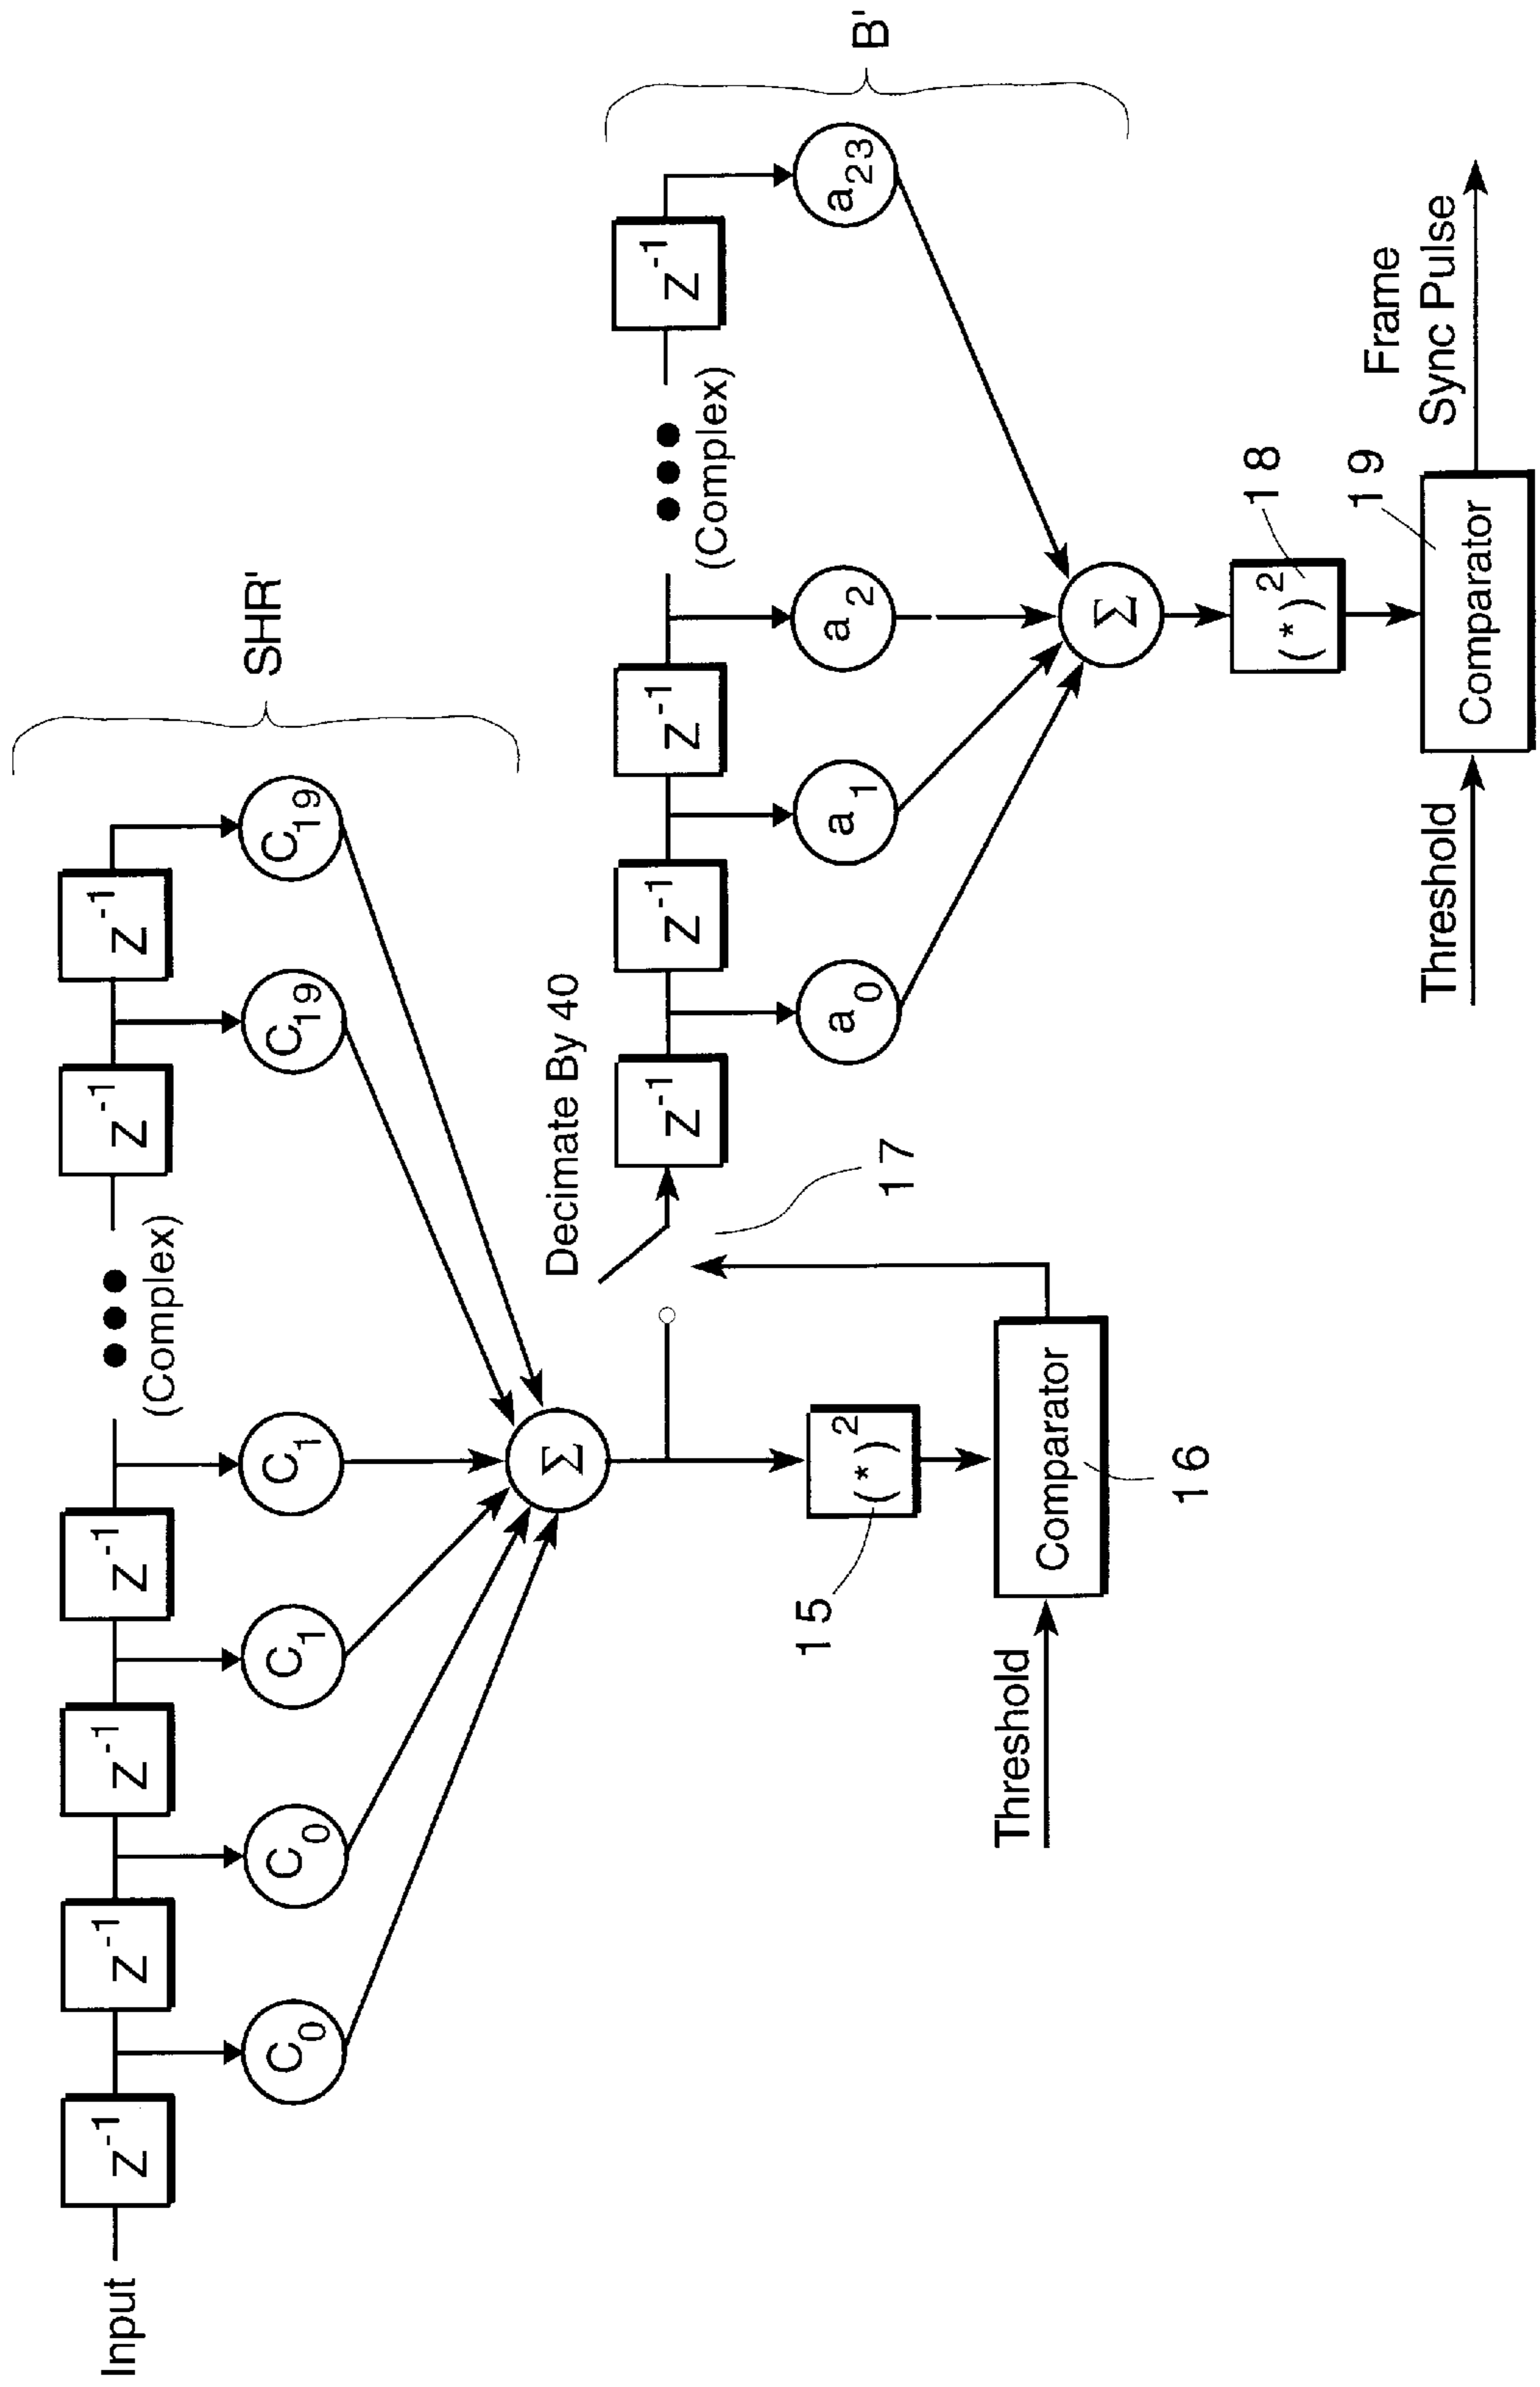 Input
Z-1
Z-1
Z-1
Z-1
(Complex)
Z-1
Z-1
C0
C0
C1
C1
C19
C19
SHR'
Σ
Decimate By 40
17
Z-1
Z-1
Z-1
(Complex)
Z-1
a0
a1
a2
a23
B'
15
(*)2
Threshold
Comparator
16
Σ
(*)2
18
19
Threshold
Comparator
Frame
Sync Pulse